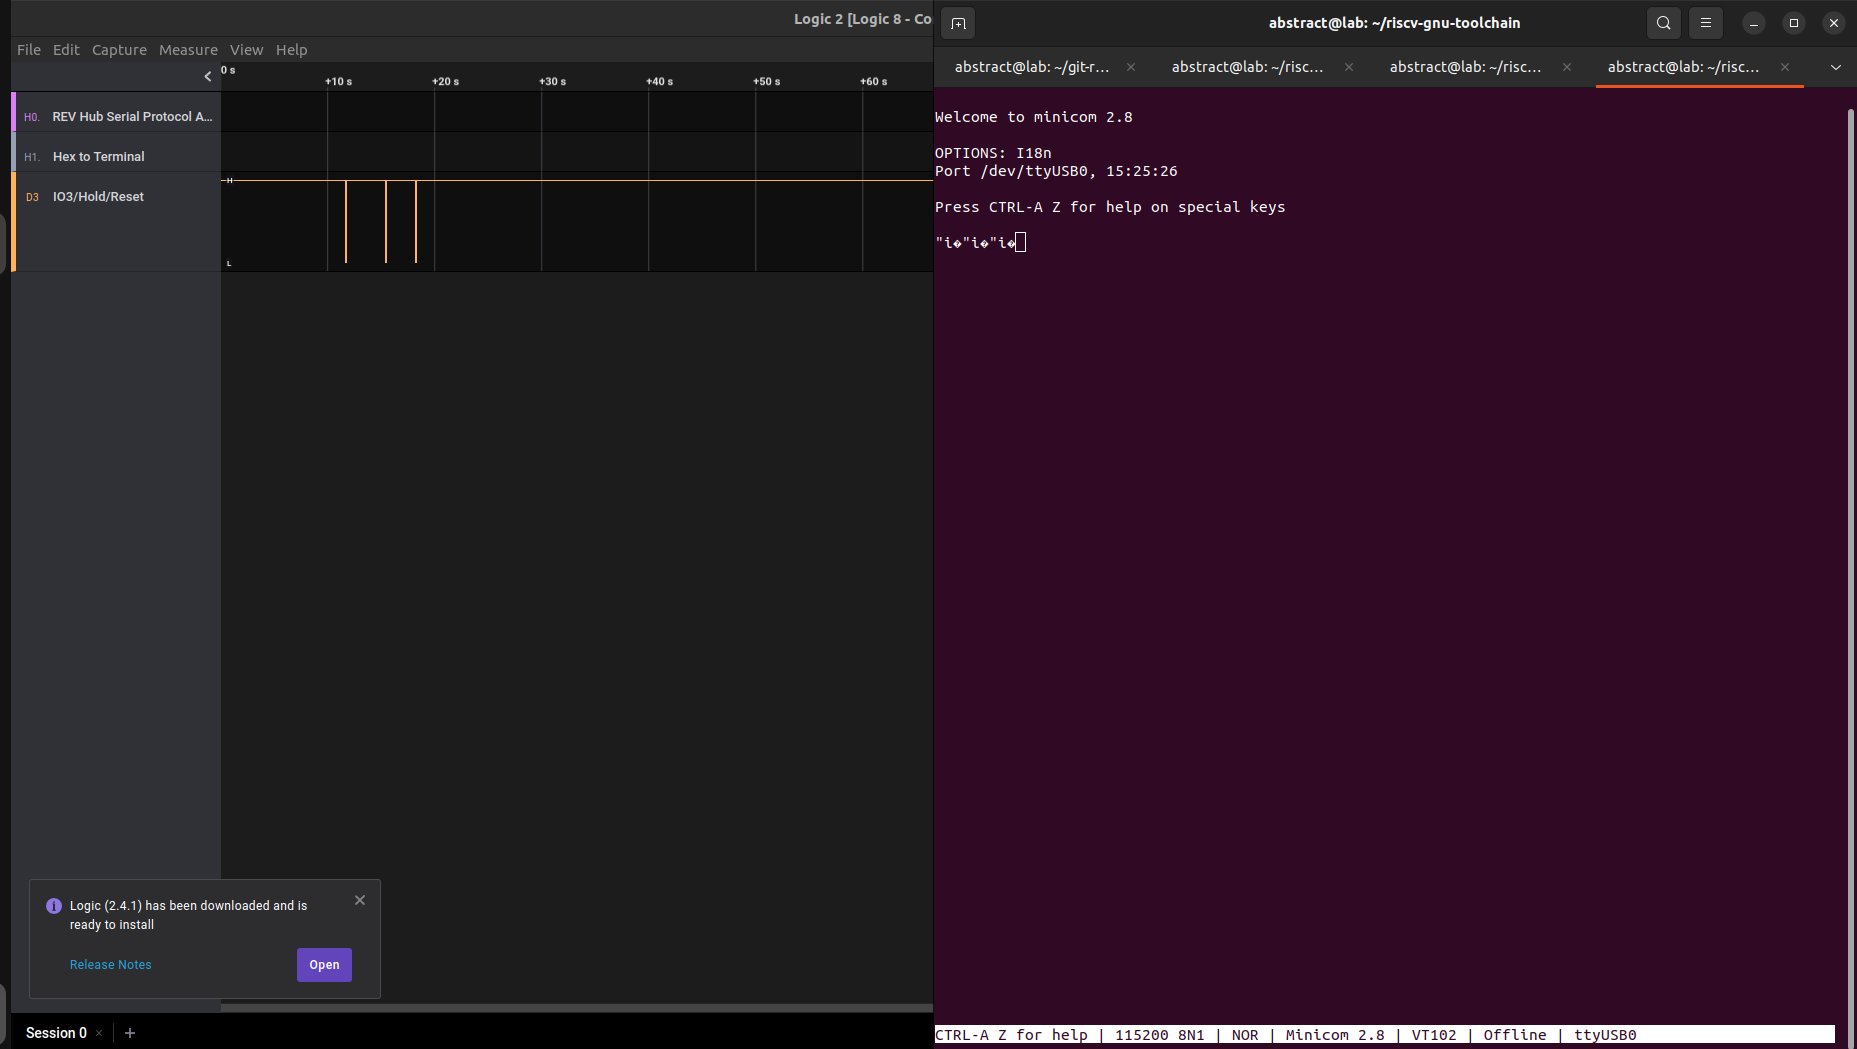 Logic 2 [Logic 8 - Co
File Edit Capture Measure View Help
0 s
+10 s +20 s +30 s +40 s +50 s +60 s
H0. REV Hub Serial Protocol A...
H1. Hex to Terminal
D3 IO3/Hold/Reset
H
L
Logic (2.4.1) has been downloaded and is
ready to install
Release Notes
Open
Session 0
abstract@lab: ~/riscv-gnu-toolchain
abstract@lab: ~/git-r... abstract@lab: ~/risc... abstract@lab: ~/risc... abstract@lab: ~/risc...
Welcome to minicom 2.8
OPTIONS: I18n
Port /dev/ttyUSB0, 15:25:26
Press CTRL-A Z for help on special keys
"i�"i�"i�
CTRL-A Z for help | 115200 8N1 | NOR | Minicom 2.8 | VT102 | Offline | ttyUSB0